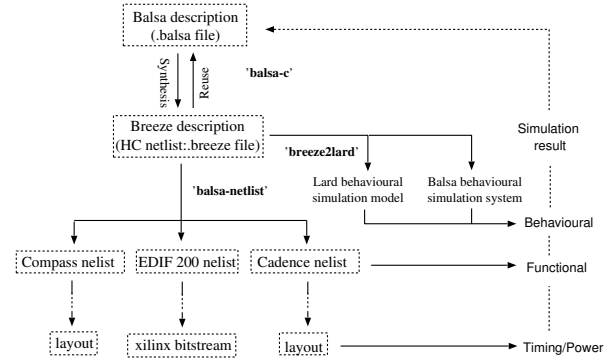 Balsa description
(.balsa file)
Synthesis
Reuse
'balsa-c'
Breeze description
(HC netlist:.breeze file)
'breeze2lard'
Simulation
result
Lard behavioural
simulation model
Balsa behavioural
simulation system
'balsa-netlist'
Behavioural
Compass nelist
EDIF 200 nelist
Cadence nelist
Functional
layout
xilinx bitstream
layout
Timing/Power